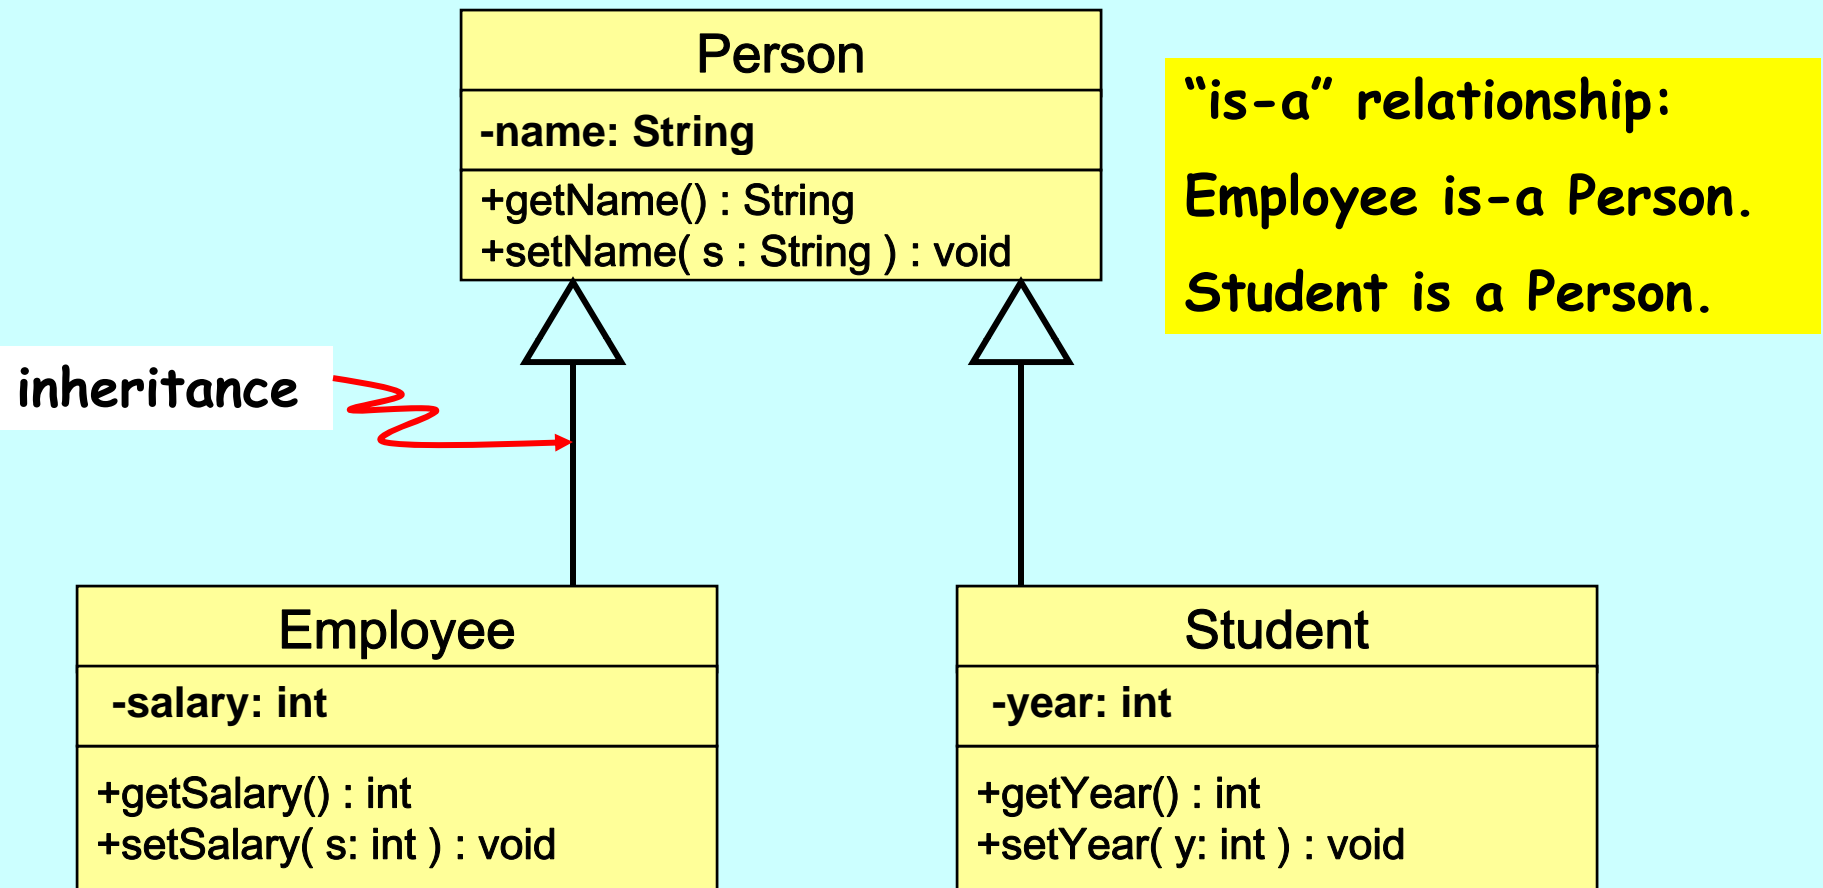 Person
-name: String
+getName() : String
+setName( s : String ) : void
“is-a” relationship:
Employee is-a Person.
Student is a Person.
inheritance
Employee
-salary: int
+getSalary() : int
+setSalary( s: int ) : void
Student
-year: int
+getYear() : int
+setYear( y: int ) : void